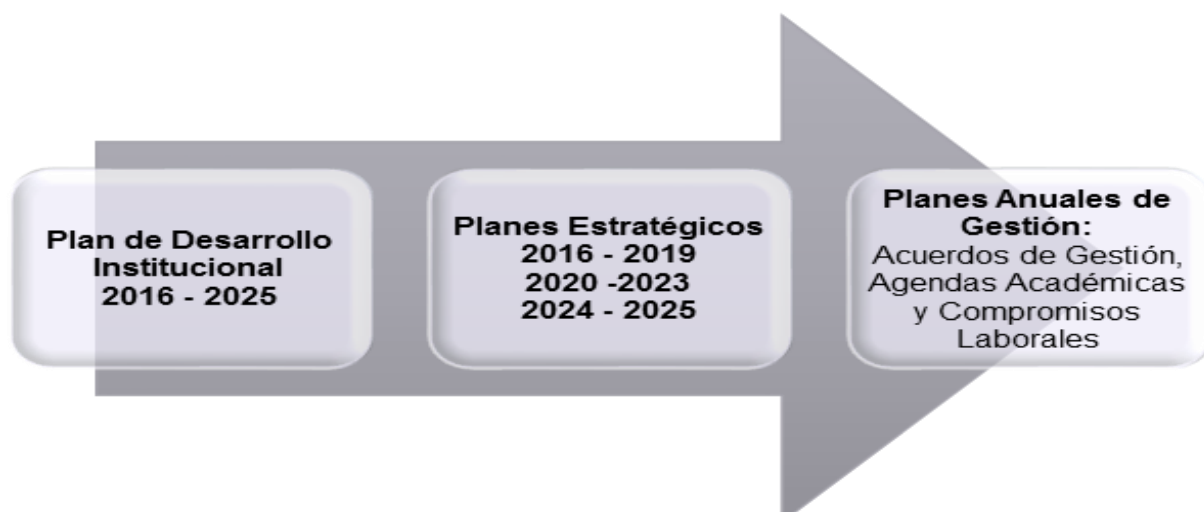 Plan de Desarrollo
Institucional
2016 - 2025
Planes Estratégicos
2016 - 2019
2020 -2023
2024 - 2025
Planes Anuales de
Gestión:
Acuerdos de Gestión,
Agendas Académicas
y Compromisos
Laborales